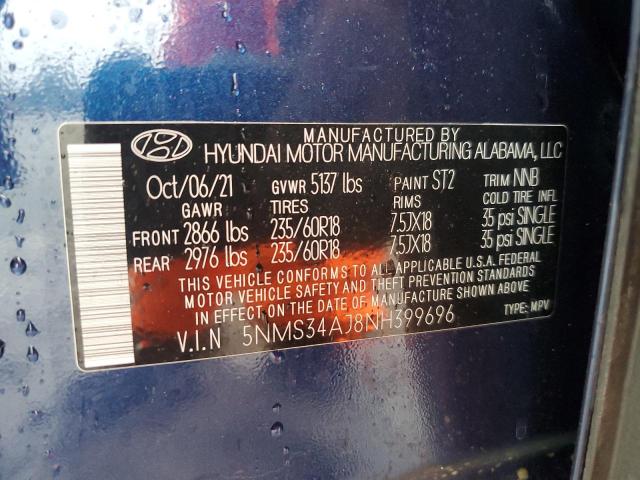 MANUFACTURED BY
HYUNDAI MOTOR MANUFACTURING ALABAMA, LLC
Oct/06/21 GVWR 5137 lbs PAINT ST2 TRIM NNB
GAWR TIRES RIMS COLD TIRE INFL
FRONT 2866 lbs 235/60R18 7.5JX18 35 psi SINGLE
REAR 2976 lbs 235/60R18 7.5JX18 35 psi SINGLE
THIS VEHICLE CONFORMS TO ALL APPLICABLE U.S.A. FEDERAL
MOTOR VEHICLE SAFETY AND THEFT PREVENTION STANDARDS
IN EFFECT ON THE DATE OF MANUFACTURE SHOWN ABOVE
V.I.N 5NMS34AJ8NH399696 TYPE: MPV